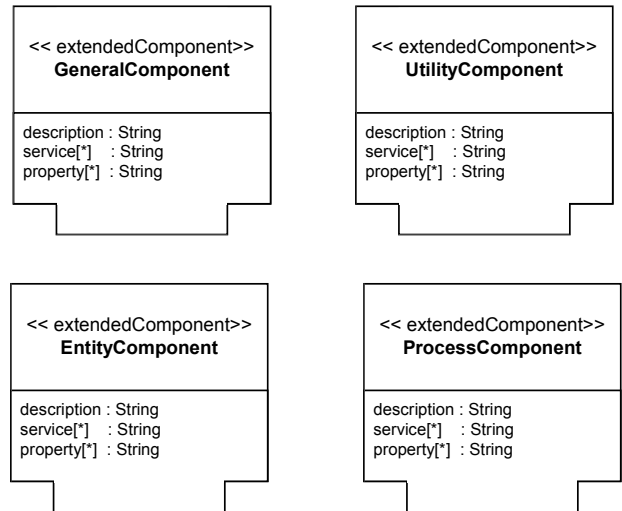 << extendedComponent>>
GeneralComponent
description : String
service[*] : String
property[*] : String
<< extendedComponent>>
UtilityComponent
description : String
service[*] : String
property[*] : String
<< extendedComponent>>
EntityComponent
description : String
service[*] : String
property[*] : String
<< extendedComponent>>
ProcessComponent
description : String
service[*] : String
property[*] : String